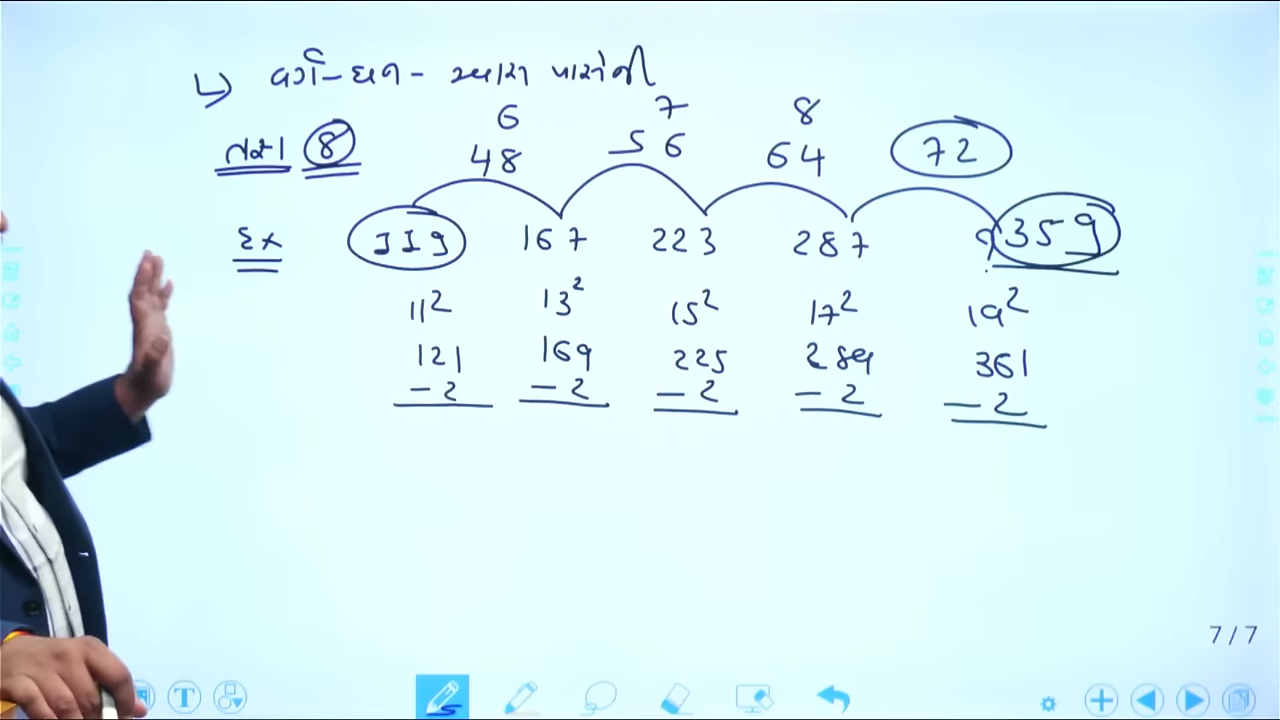 ↳ વર્ગ-ઘન-
6 7 8
તફા 8 48 56 64 72
Ex 119 167 223 287 359
11² 13² 15² 17² 19²
121 169 225 289 361
-2 -2 -2 -2 -2
7/7
T